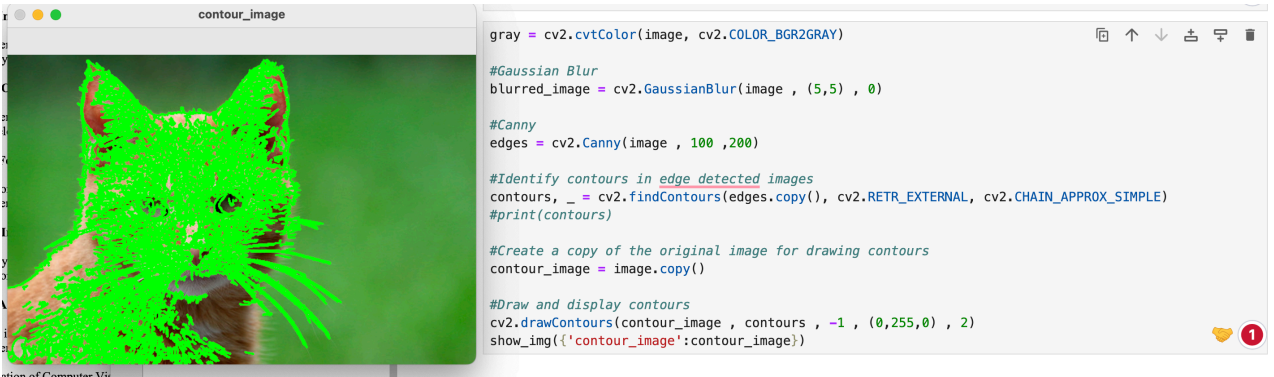 contour_image
gray = cv2.cvtColor(image, cv2.COLOR_BGR2GRAY)
#Gaussian Blur
blurred_image = cv2.GaussianBlur(image , (5,5) , 0)
#Canny
edges = cv2.Canny(image , 100 ,200)
#Identify contours in edge detected images
contours, _ = cv2.findContours(edges.copy(), cv2.RETR_EXTERNAL, cv2.CHAIN_APPROX_SIMPLE)
#print(contours)
#Create a copy of the original image for drawing contours
contour_image = image.copy()
#Draw and display contours
cv2.drawContours(contour_image , contours , -1 , (0,255,0) , 2)
show_img({'contour_image':contour_image})
1